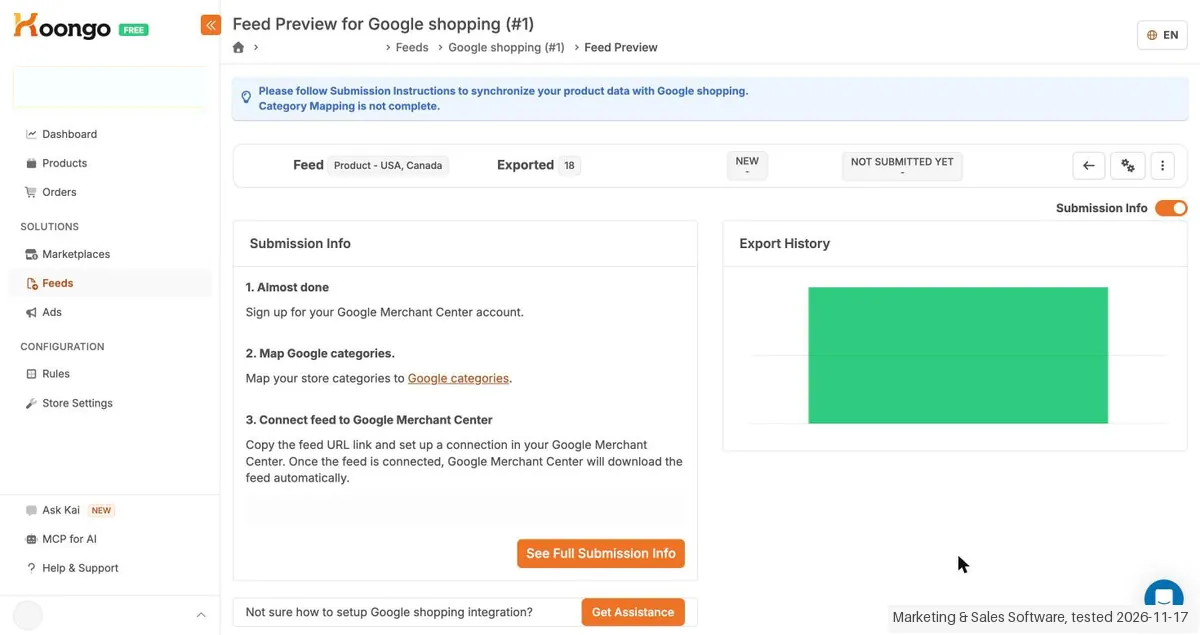 Koongo FREE
Feed Preview for Google shopping (#1)
Feeds
Google shopping (#1)
Feed Preview
EN
Please follow Submission Instructions to synchronize your product data with Google shopping.
Category Mapping is not complete.
Dashboard
Products
Orders
SOLUTIONS
Marketplaces
Feeds
Ads
CONFIGURATION
Rules
Store Settings
Ask Kai NEW
MCP for AI
? Help & Support
Feed Product - USA, Canada
Exported 18
NEW
-
NOT SUBMITTED YET
-
Submission Info
Submission Info
1. Almost done
Sign up for your Google Merchant Center account.
2. Map Google categories.
Map your store categories to Google categories.
3. Connect feed to Google Merchant Center
Copy the feed URL link and set up a connection in your Google Merchant
Center. Once the feed is connected, Google Merchant Center will download the
feed automatically.
See Full Submission Info
Not sure how to setup Google shopping integration?
Get Assistance
Export History
Marketing & Sales Software, tested 2026-11-17